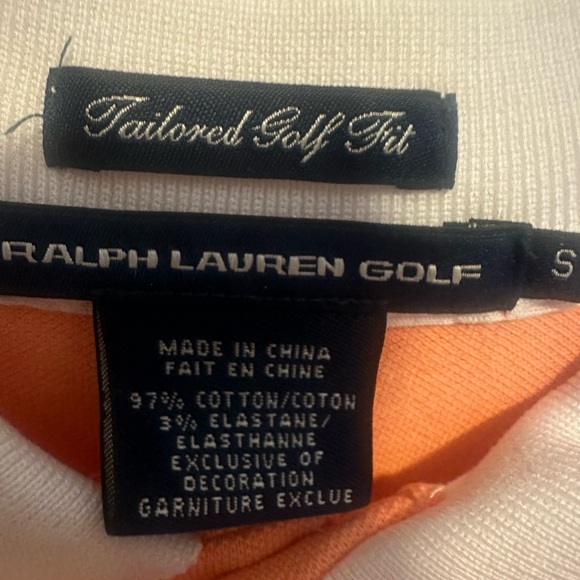 Tailored Golf Fit
RALPH LAUREN GOLF S
MADE IN CHINA
FAIT EN CHINE
97% COTTON/COTON
3% ELASTANE/
ELASTHANNE
EXCLUSIVE OF
DECORATION
GARNITURE EXCLUE